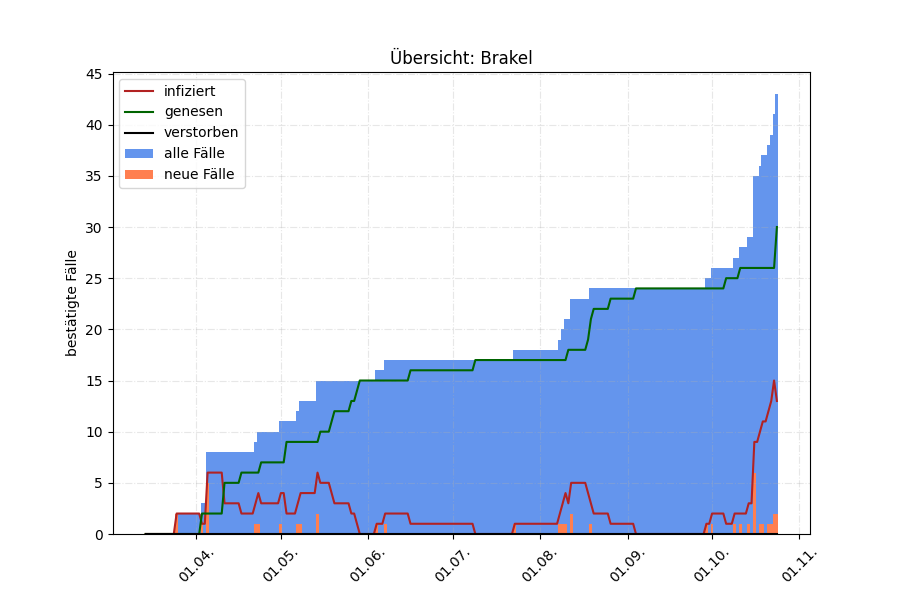 Übersicht: Brakel
infiziert
genesen
verstorben
alle Fälle
neue Fälle
bestätigte Fälle
45
40
35
30
25
20
15
10
5
0
01.04.
01.05.
01.06.
01.07.
01.08.
01.09.
01.10.
01.11.